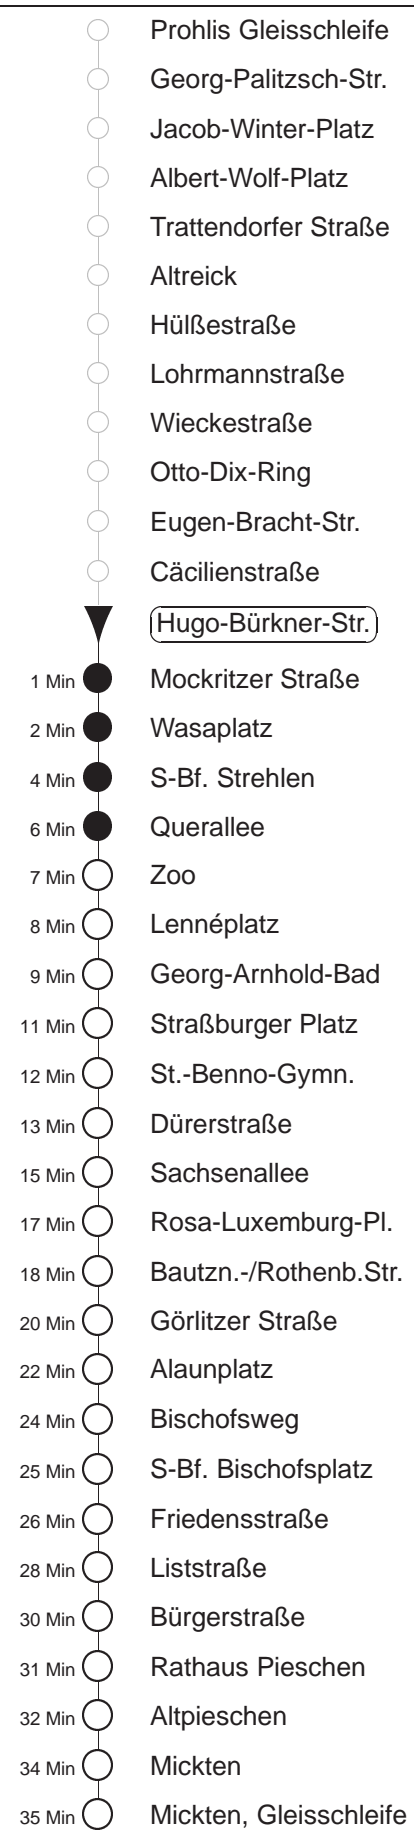 Prohlis Gleisschleife
Georg-Palitzsch-Str.
Jacob-Winter-Platz
Albert-Wolf-Platz
Trattendorfer Straße
Altreick
Hülßestraße
Lohrmannstraße
Wieckestraße
Otto-Dix-Ring
Eugen-Bracht-Str.
Cäcilienstraße
Hugo-Bürkner-Str.
1 Min Mockritzer Straße
2 Min Wasaplatz
4 Min S-Bf. Strehlen
6 Min Querallee
7 Min Zoo
8 Min Lennéplatz
9 Min Georg-Arnhold-Bad
11 Min Straßburger Platz
12 Min St.-Benno-Gymn.
13 Min Dürerstraße
15 Min Sachsenallee
17 Min Rosa-Luxemburg-Pl.
18 Min Bautzn.-/Rothenb.Str.
20 Min Görlitzer Straße
22 Min Alaunplatz
24 Min Bischofsweg
25 Min S-Bf. Bischofsplatz
26 Min Friedensstraße
28 Min Liststraße
30 Min Bürgerstraße
31 Min Rathaus Pieschen
32 Min Altpieschen
34 Min Mickten
35 Min Mickten, Gleisschleife